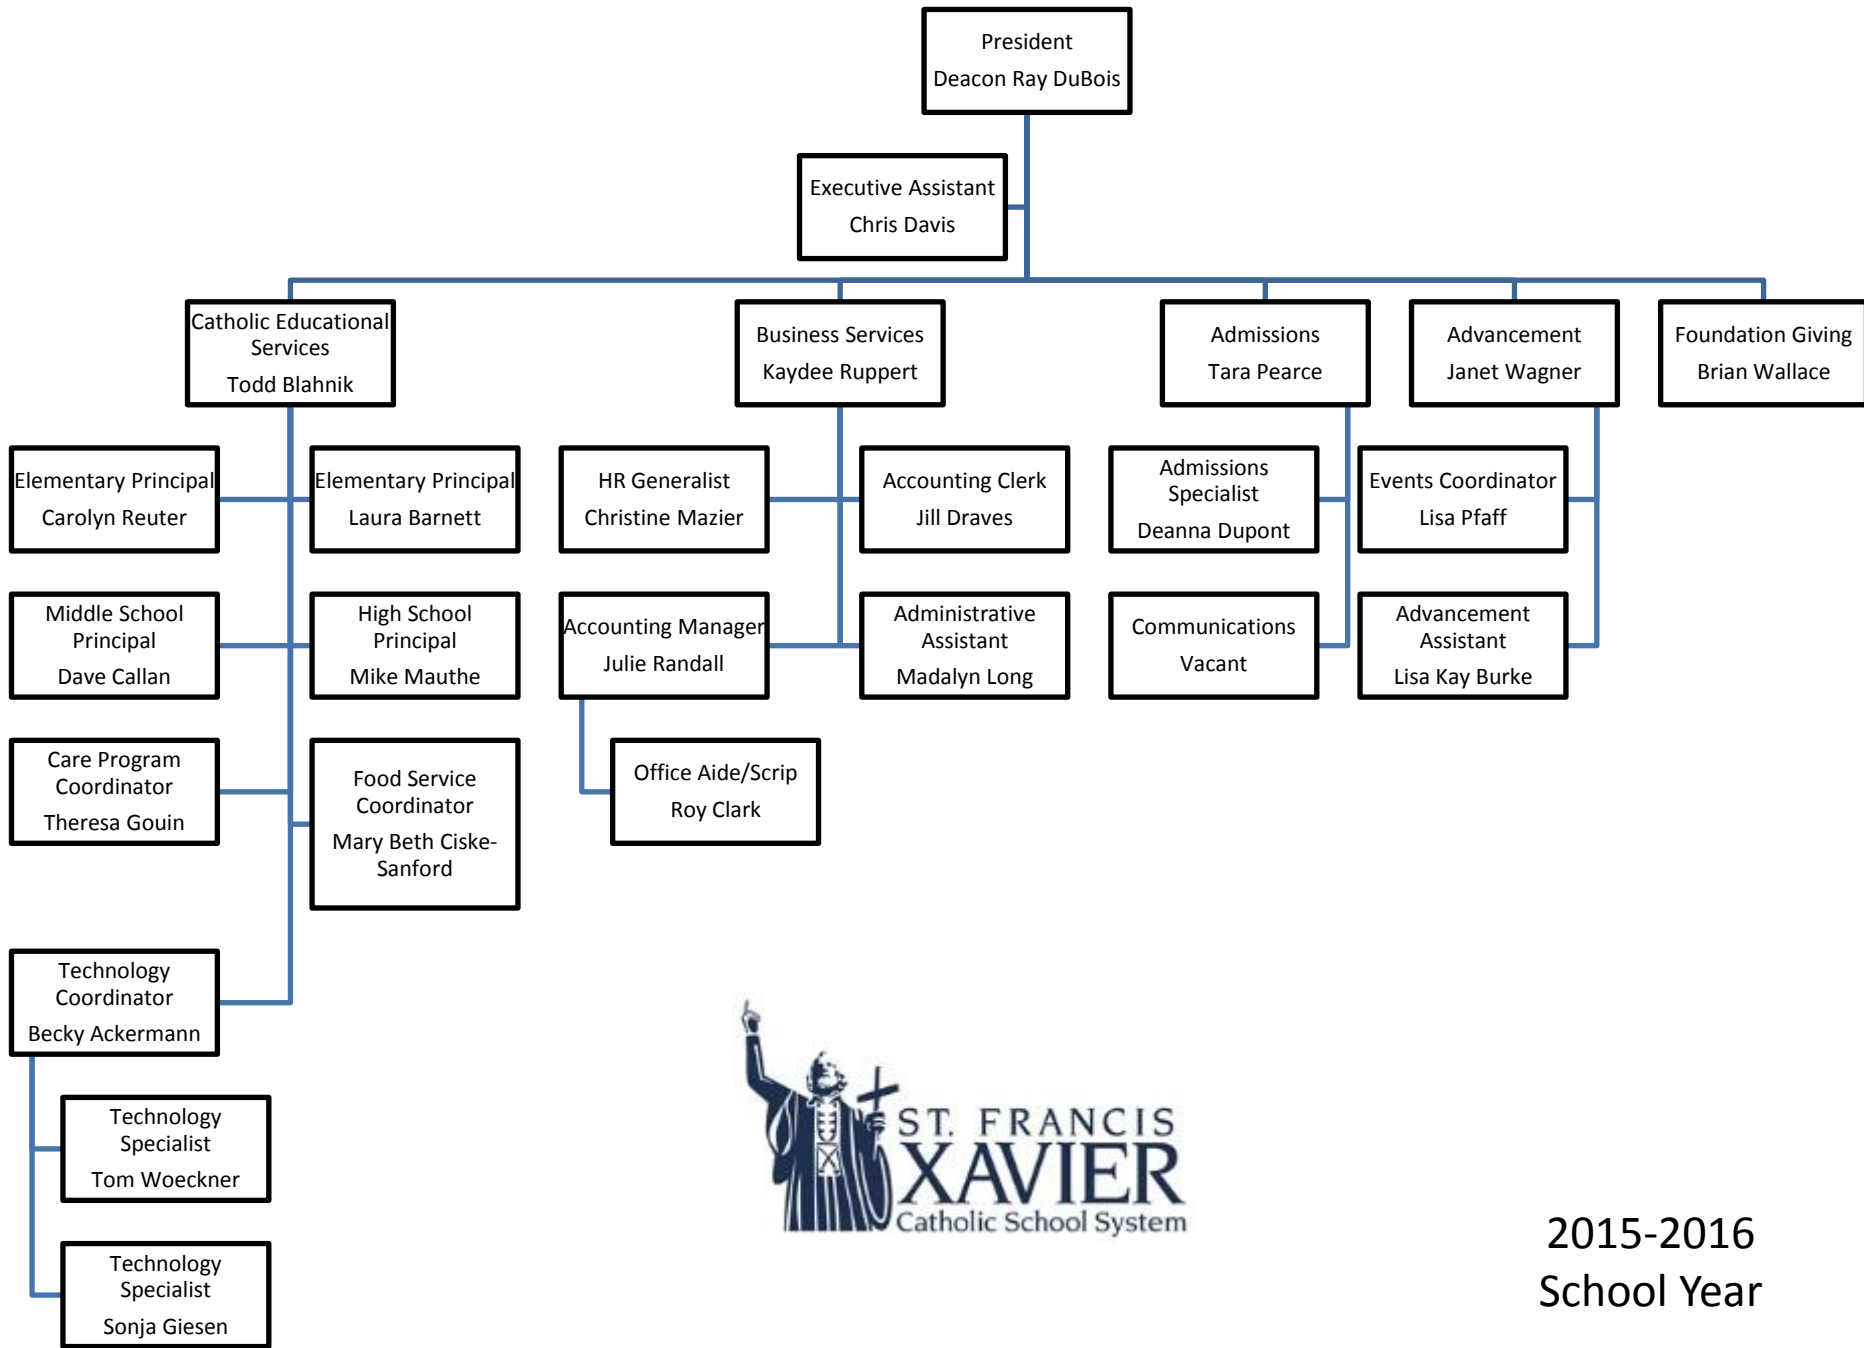 President
Deacon Ray DuBois
Executive Assistant
Chris Davis
Catholic Educational
Services
Todd Blahnik
Business Services
Kaydee Ruppert
Admissions
Tara Pearce
Advancement
Janet Wagner
Foundation Giving
Brian Wallace
Elementary Principal
Carolyn Reuter
Elementary Principal
Laura Barnett
HR Generalist
Christine Mazier
Accounting Clerk
Jill Draves
Admissions
Specialist
Deanna Dupont
Events Coordinator
Lisa Pfaff
Middle School
Principal
Dave Callan
High School
Principal
Mike Mauthe
Accounting Manager
Julie Randall
Administrative
Assistant
Madalyn Long
Communications
Vacant
Advancement
Assistant
Lisa Kay Burke
Care Program
Coordinator
Theresa Gouin
Food Service
Coordinator
Mary Beth Ciske-
Sanford
Office Aide/Scrip
Roy Clark
Technology
Coordinator
Becky Ackermann
Technology
Specialist
Tom Woeckner
Technology
Specialist
Sonja Giesen
ST. FRANCIS
XAVIER
Catholic School System
2015-2016
School Year